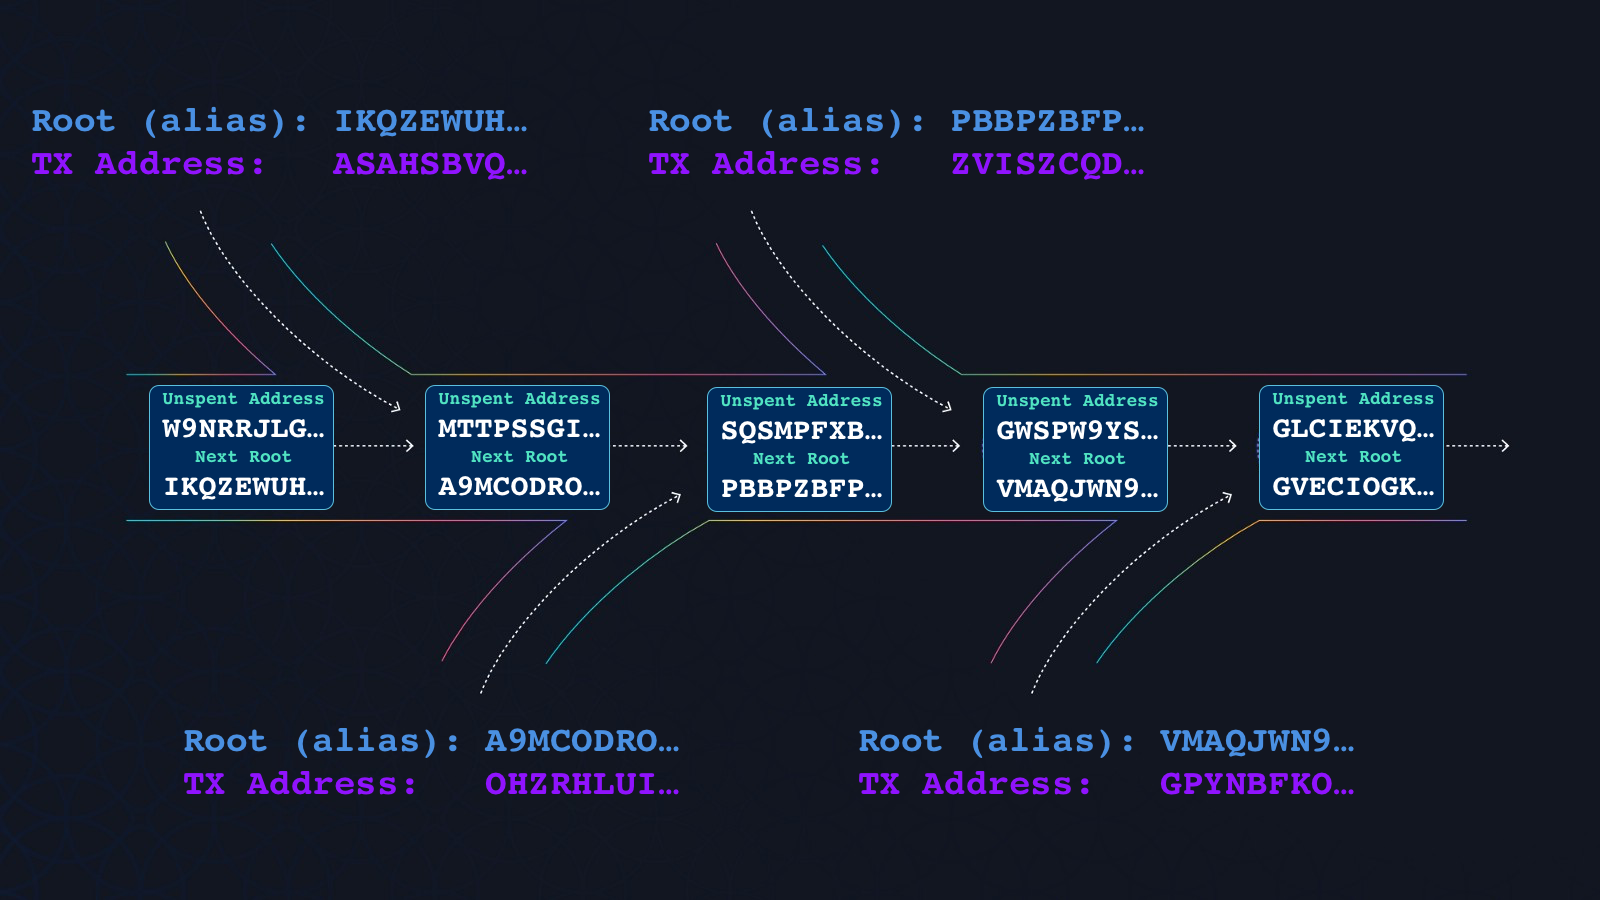 Root (alias): IKQZEWUH…
TX Address: ASAHSBVQ…
Root (alias): PBBPZBFP…
TX Address: ZVISZCQD…
Unspent Address
W9NRRJLG…
Next Root
IKQZEWUH…
Unspent Address
MTTPSSGI…
Next Root
A9MCODRO…
Unspent Address
SQSMPFXB…
Next Root
PBBPZBFP…
Unspent Address
GWSPW9YS…
Next Root
VMAQJWN9…
Unspent Address
GLCIEKVQ…
Next Root
GVECIOGK…
Root (alias): A9MCODRO…
TX Address: OHZRHLUI…
Root (alias): VMAQJWN9…
TX Address: GPYNBFKO…